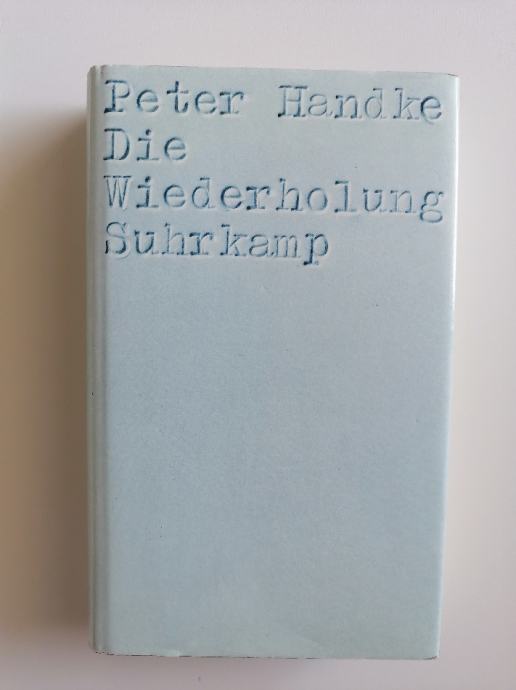 Peter Handke
Die
Wiederholung
Suhrkamp